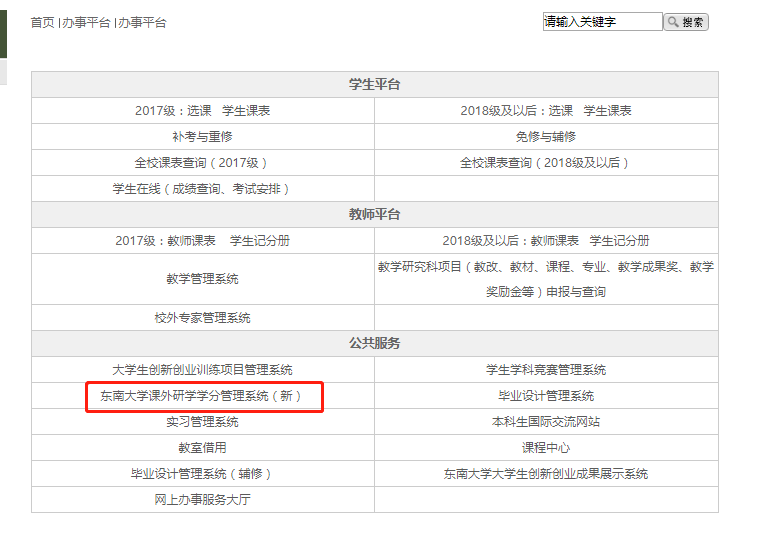 首页 | 办事平台 | 办事平台
请输入关键字 搜索
学生平台
2017级：选课 学生课表 2018级及以后：选课 学生课表
补考与重修 免修与辅修
全校课表查询（2017级） 全校课表查询（2018级及以后）
学生在线（成绩查询、考试安排）
教师平台
2017级：教师课表 学生记分册 2018级及以后：教师课表 学生记分册
教学管理系统 教学研究科项目（教改、教材、课程、专业、教学成果奖、教学
奖励金等）申报与查询
校外专家管理系统
公共服务
大学生创新创业训练项目管理系统 学生学科竞赛管理系统
东南大学课外研学学分管理系统（新） 毕业设计管理系统
实习管理系统 本科生国际交流网站
教室借用 课程中心
毕业设计管理系统（辅修） 东南大学大学生创新创业成果展示系统
网上办事服务大厅